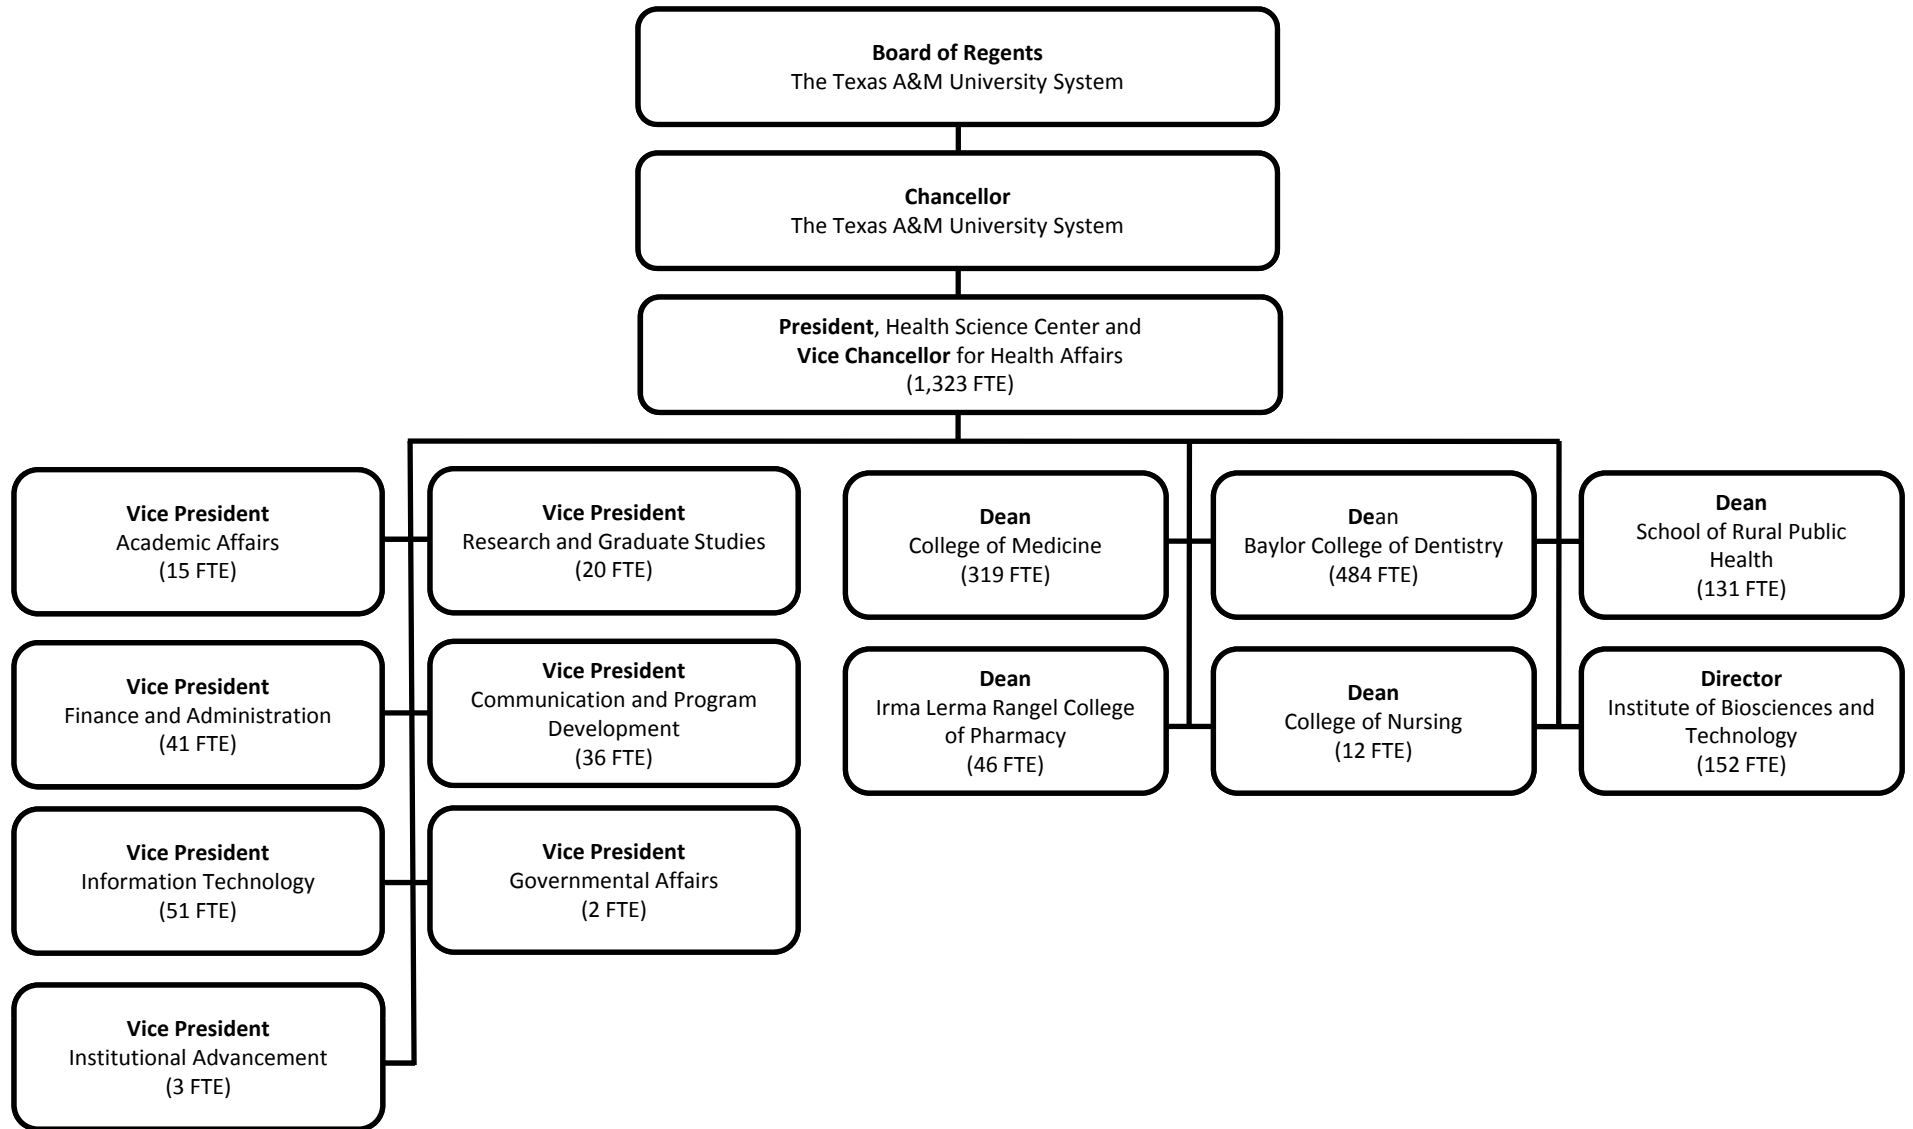 Board of Regents
The Texas A&M University System
Chancellor
The Texas A&M University System
President, Health Science Center and
Vice Chancellor for Health Affairs
(1,323 FTE)
Vice President
Academic Affairs
(15 FTE)
Vice President
Research and Graduate Studies
(20 FTE)
Dean
College of Medicine
(319 FTE)
Dean
Baylor College of Dentistry
(484 FTE)
Dean
School of Rural Public
Health
(131 FTE)
Vice President
Finance and Administration
(41 FTE)
Vice President
Communication and Program
Development
(36 FTE)
Dean
Irma Lerma Rangel College
of Pharmacy
(46 FTE)
Dean
College of Nursing
(12 FTE)
Director
Institute of Biosciences and
Technology
(152 FTE)
Vice President
Information Technology
(51 FTE)
Vice President
Governmental Affairs
(2 FTE)
Vice President
Institutional Advancement
(3 FTE)